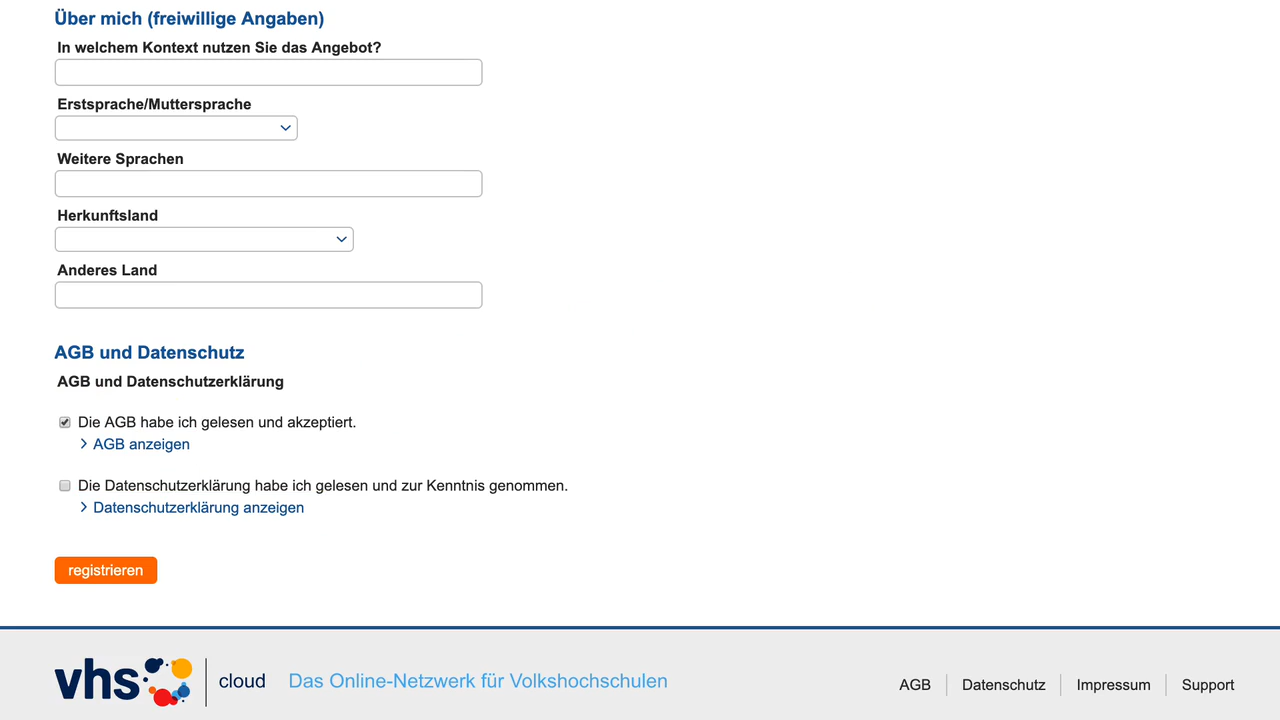 Über mich (freiwillige Angaben)
In welchem Kontext nutzen Sie das Angebot?
Erstsprache/Muttersprache
Weitere Sprachen
Herkunftsland
Anderes Land
AGB und Datenschutz
AGB und Datenschutzerklärung
Die AGB habe ich gelesen und akzeptiert.
AGB anzeigen
Die Datenschutzerklärung habe ich gelesen und zur Kenntnis genommen.
Datenschutzerklärung anzeigen
registrieren
vhs cloud Das Online-Netzwerk für Volkshochschulen
AGB Datenschutz Impressum Support